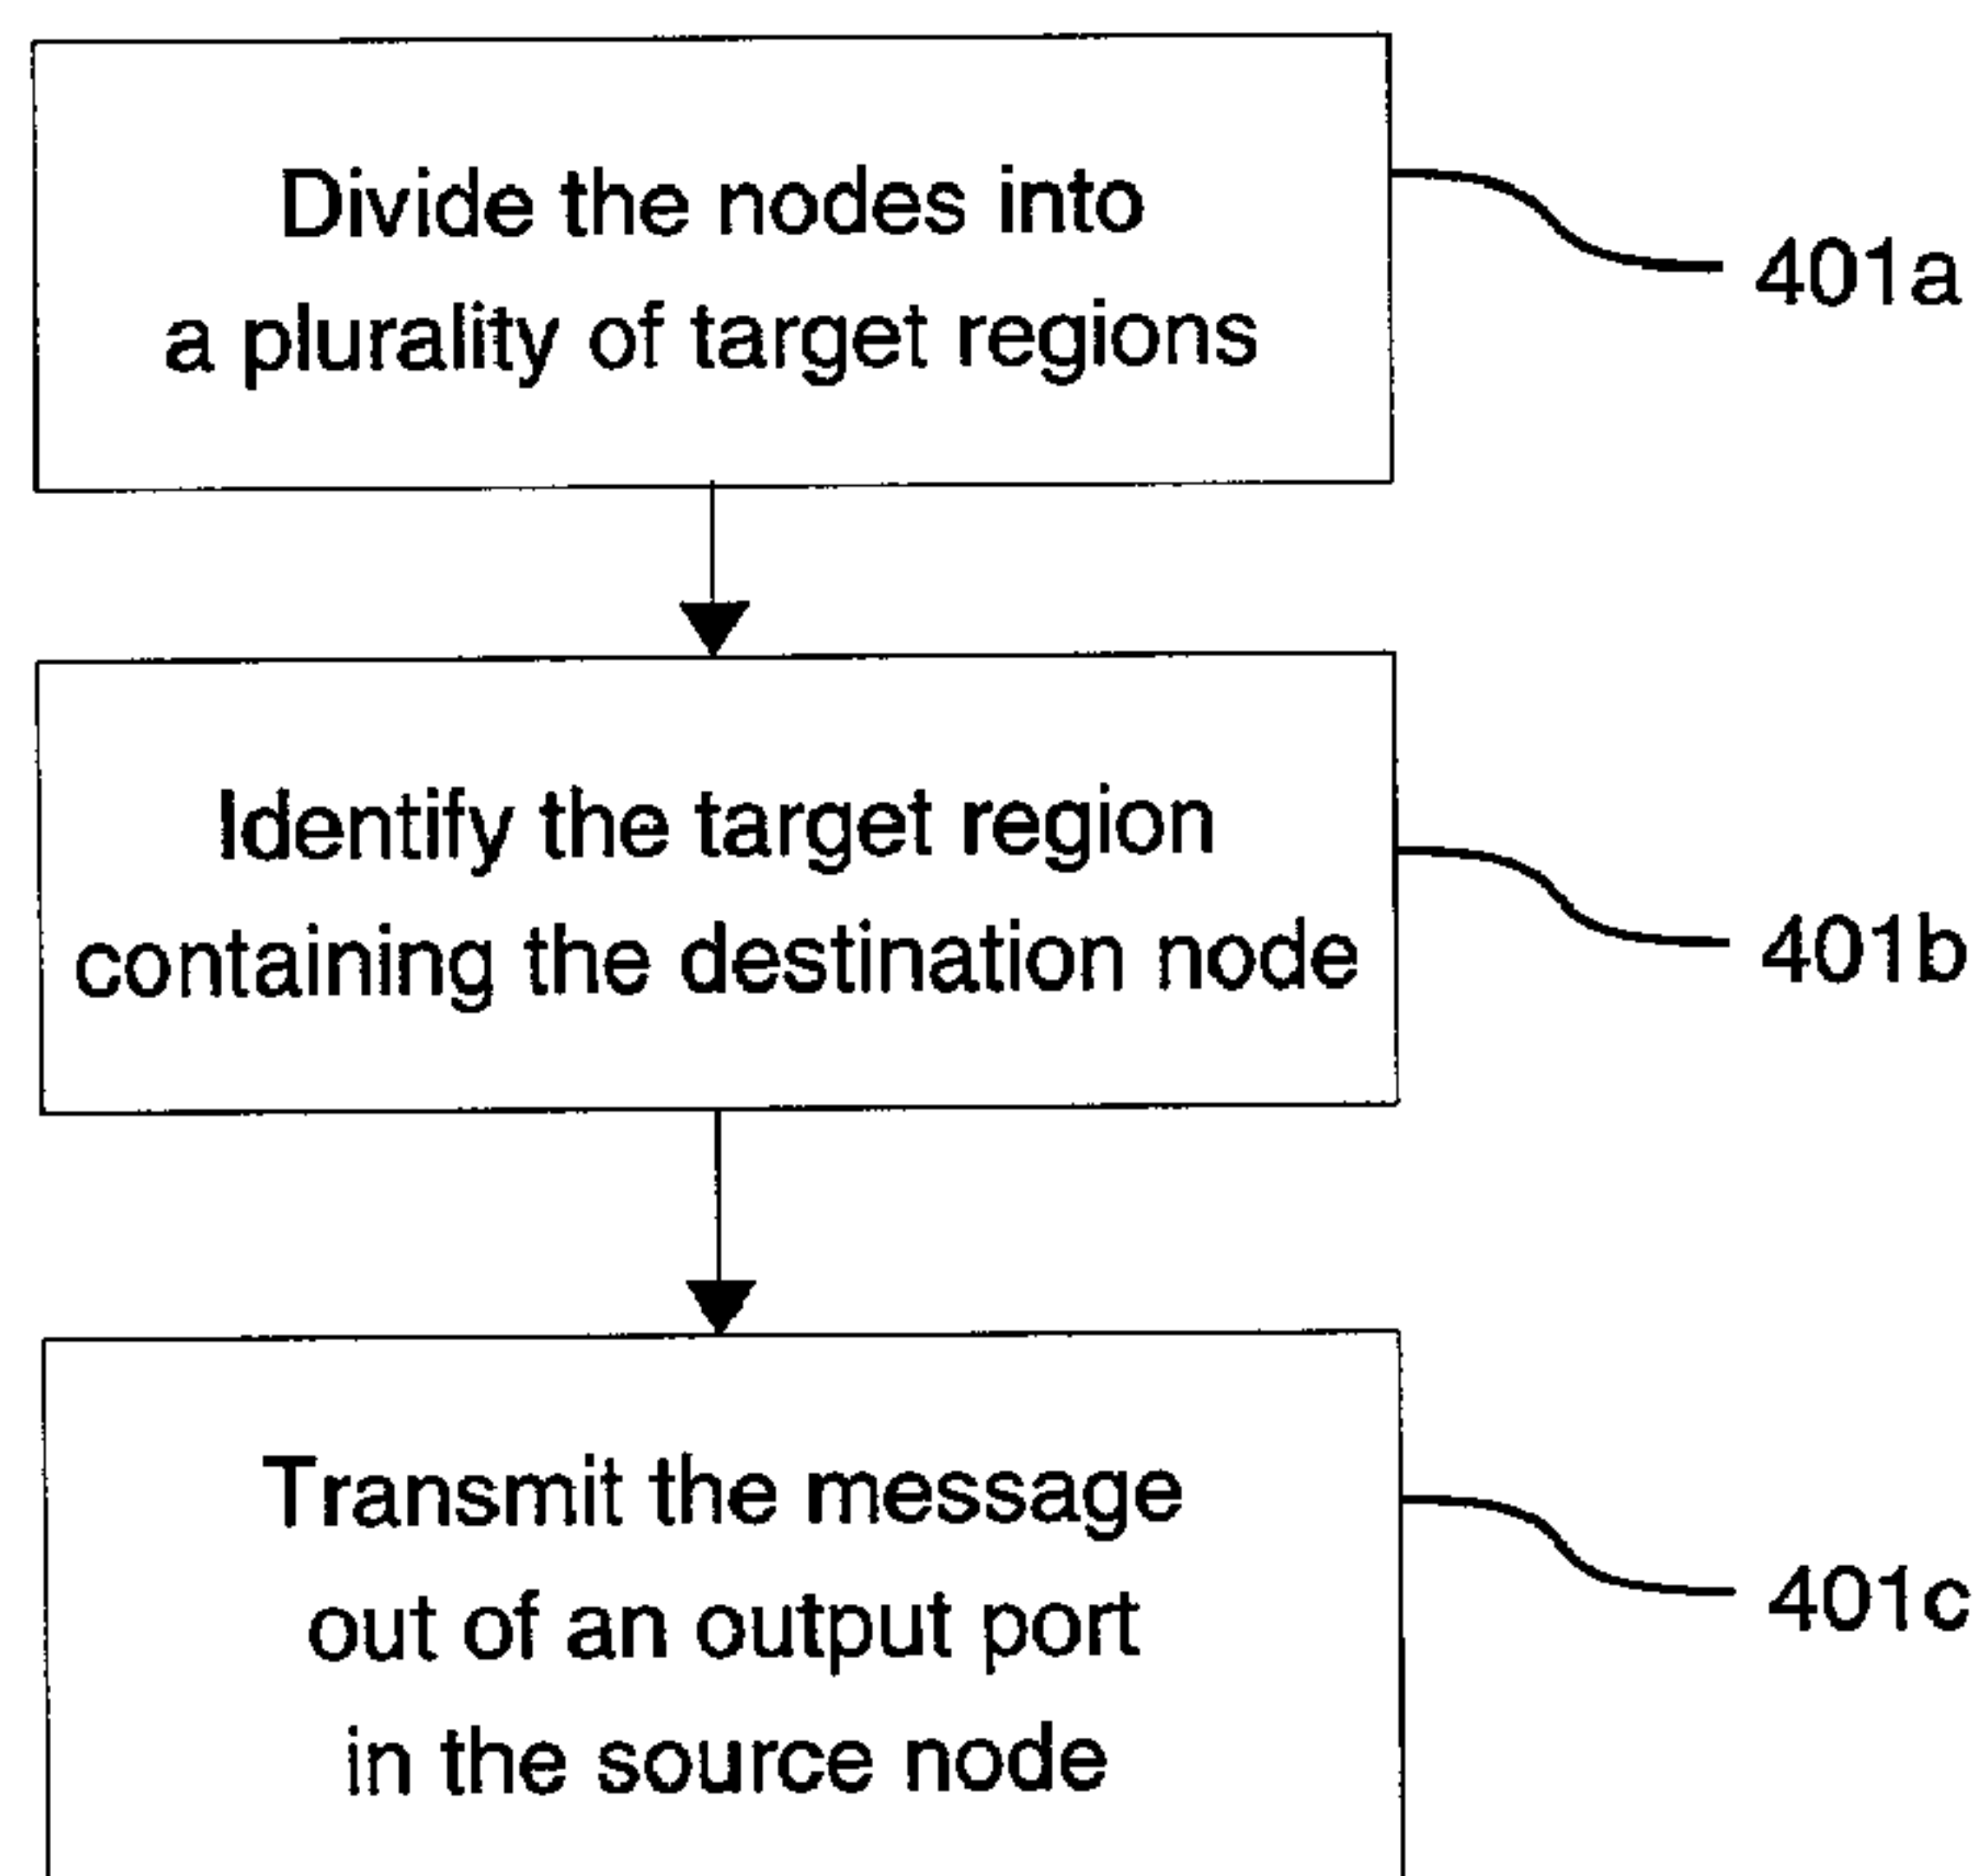 Divide the nodes into
a plurality of target regions
401a
Identify the target region
containing the destination node
401b
Transmit the message
out of an output port
in the source node
401c